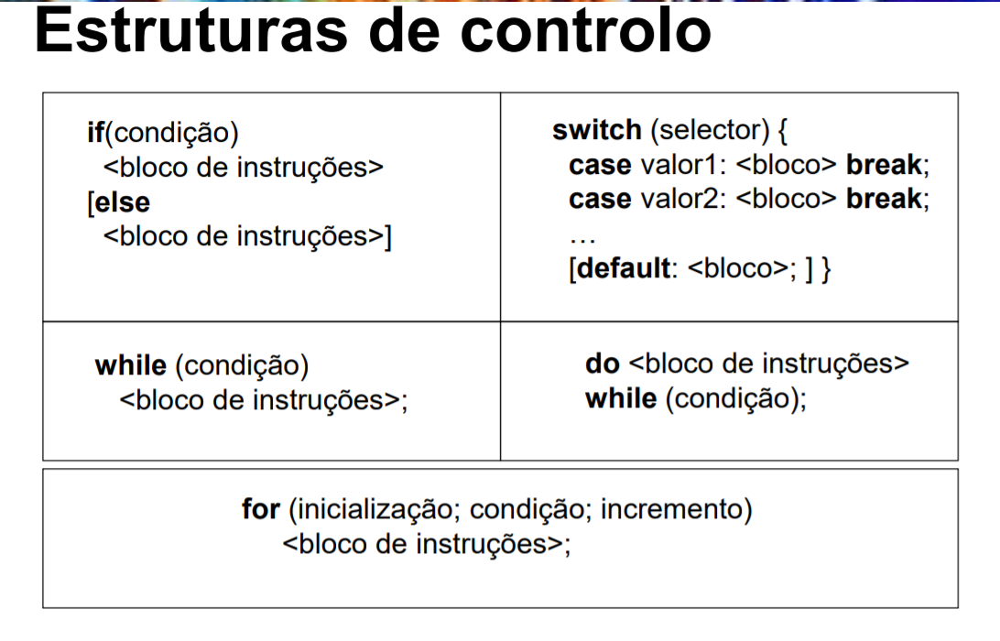 Estruturas de controlo
if(condição)
<bloco de instruções>
[else
<bloco de instruções>]
switch (selector) {
case valor1: <bloco> break;
case valor2: <bloco> break;
…
[default: <bloco>; ] }
while (condição)
<bloco de instruções>;
do <bloco de instruções>
while (condição);
for (inicialização; condição; incremento)
<bloco de instruções>;